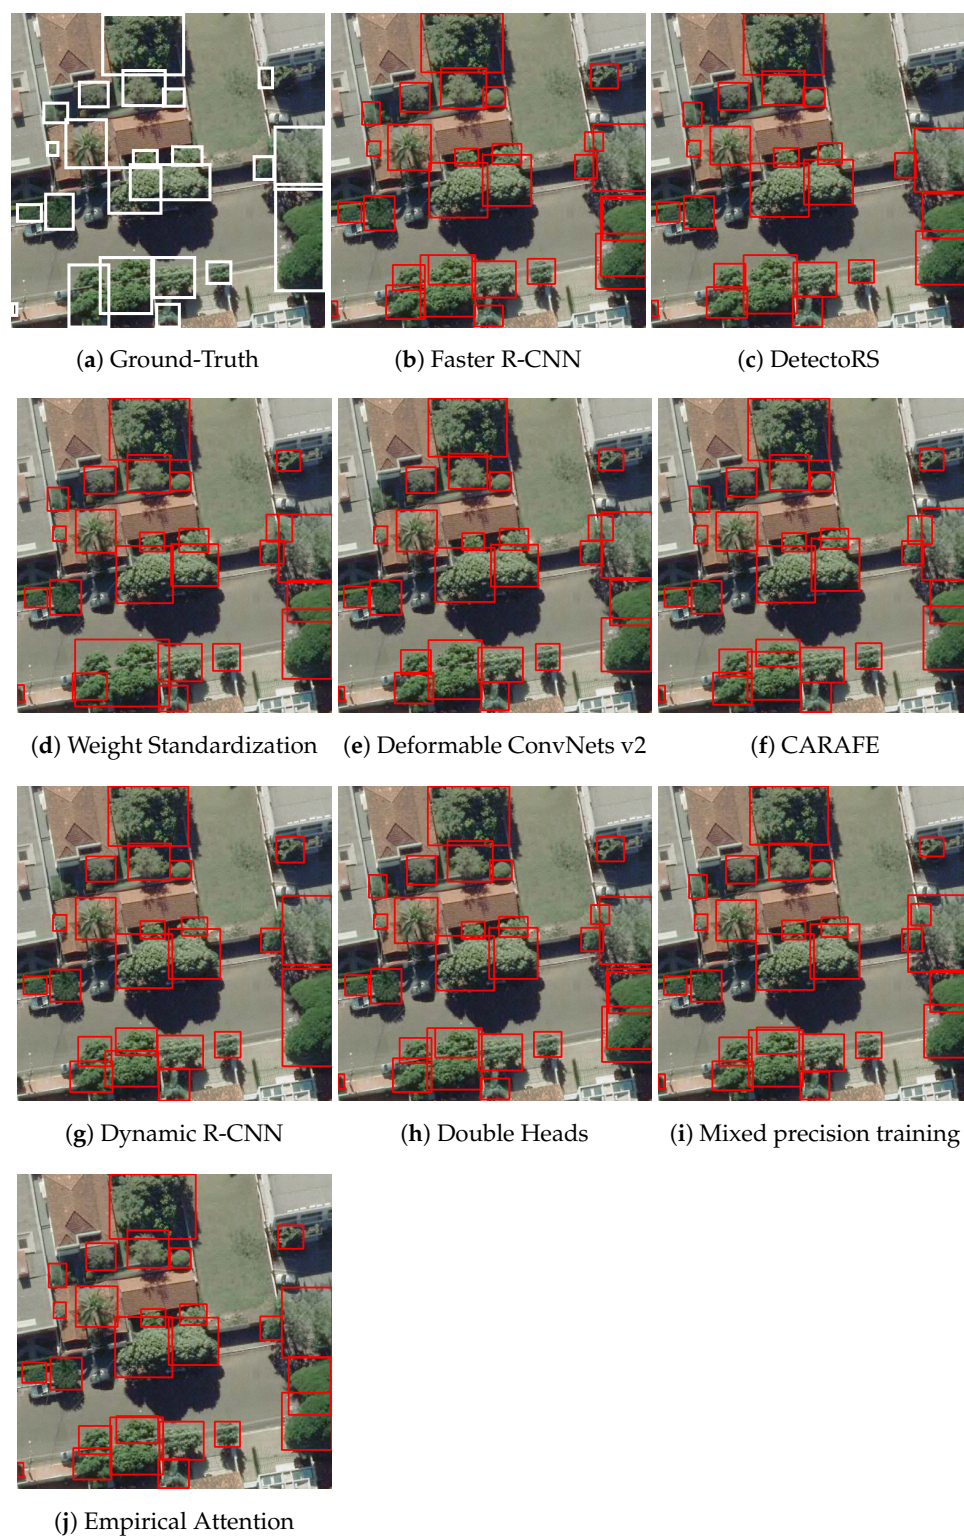 (a) Ground-Truth
(b) Faster R-CNN
(c) DetectoRS
(d) Weight Standardization
(e) Deformable ConvNets v2
(f) CARAFE
(g) Dynamic R-CNN
(h) Double Heads
(i) Mixed precision training
(j) Empirical Attention